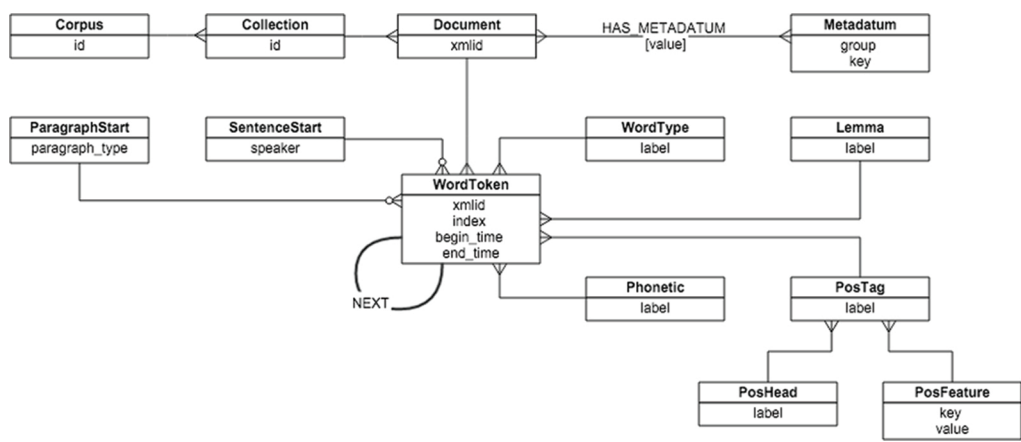 Corpus
id
Collection
id
Document
xmlid
HAS_METADATUM
[value]
Metadatum
group
key
ParagraphStart
paragraph_type
SentenceStart
speaker
WordType
label
Lemma
label
WordToken
xmlid
index
begin_time
end_time
NEXT
Phonetic
label
PosTag
label
PosHead
label
PosFeature
key
value